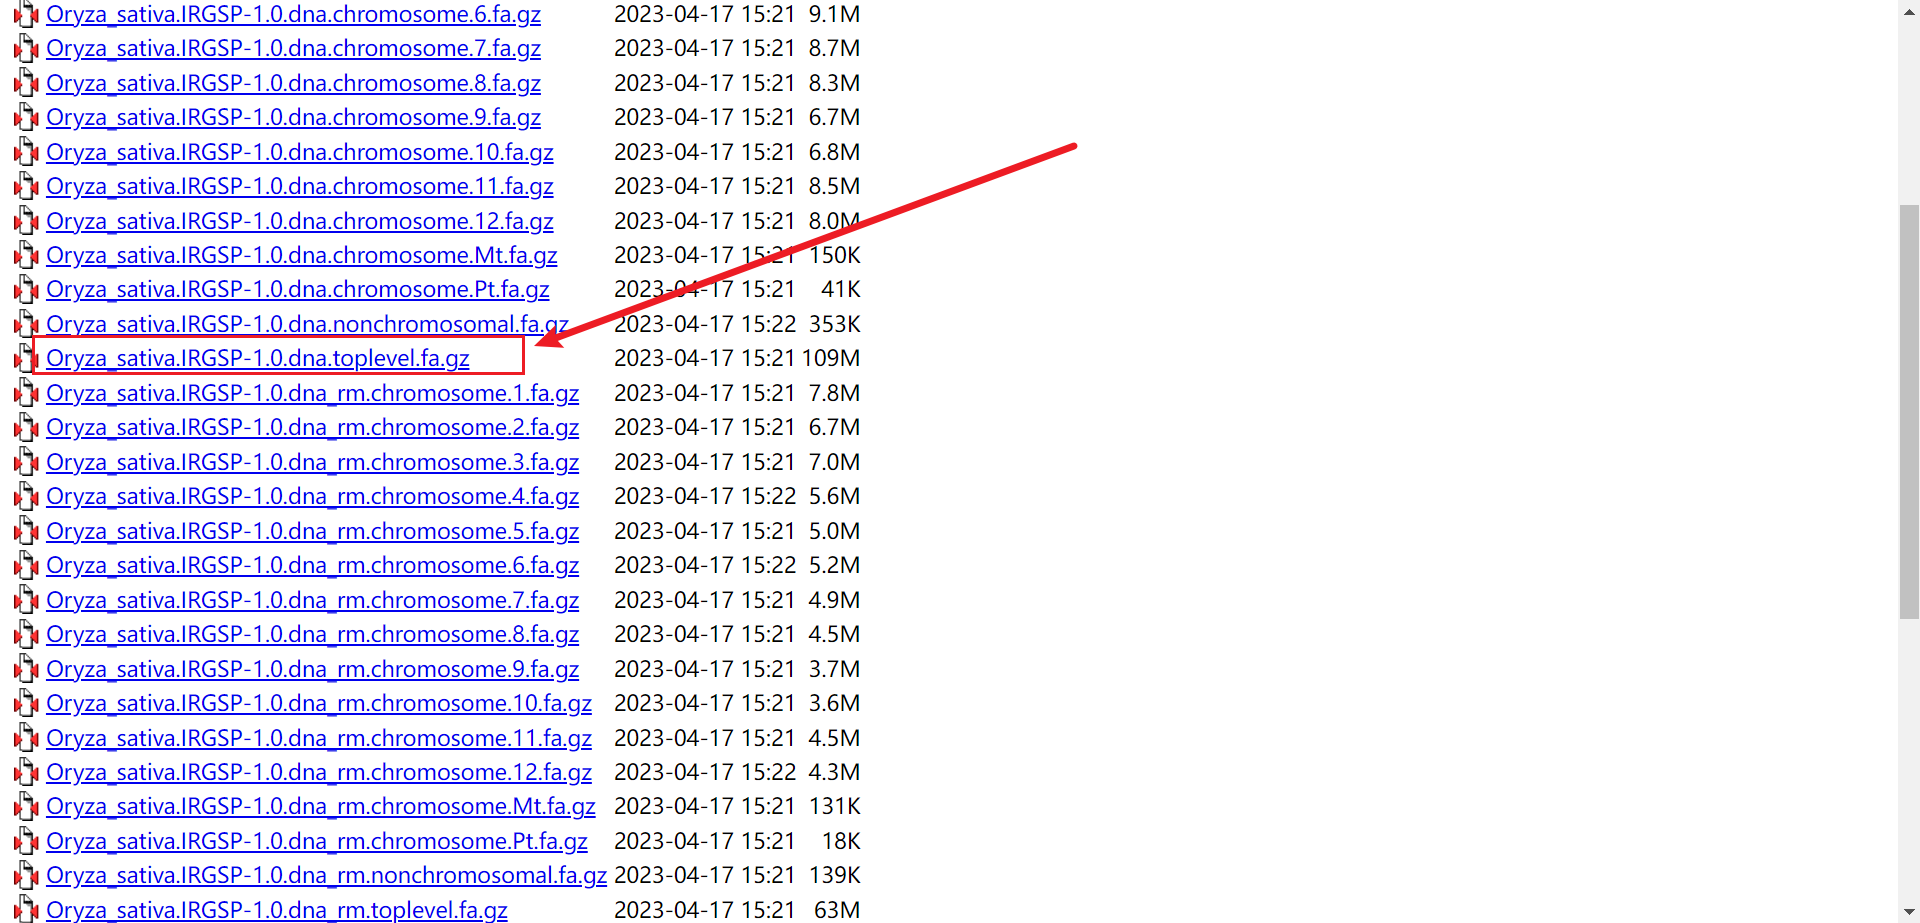 Oryza_sativa.IRGSP-1.0.dna.chromosome.6.fa.gz 2023-04-17 15:21 9.1M
Oryza_sativa.IRGSP-1.0.dna.chromosome.7.fa.gz 2023-04-17 15:21 8.7M
Oryza_sativa.IRGSP-1.0.dna.chromosome.8.fa.gz 2023-04-17 15:21 8.3M
Oryza_sativa.IRGSP-1.0.dna.chromosome.9.fa.gz 2023-04-17 15:21 6.7M
Oryza_sativa.IRGSP-1.0.dna.chromosome.10.fa.gz 2023-04-17 15:21 6.8M
Oryza_sativa.IRGSP-1.0.dna.chromosome.11.fa.gz 2023-04-17 15:21 8.5M
Oryza_sativa.IRGSP-1.0.dna.chromosome.12.fa.gz 2023-04-17 15:21 8.0M
Oryza_sativa.IRGSP-1.0.dna.chromosome.Mt.fa.gz 2023-04-17 15:21 150K
Oryza_sativa.IRGSP-1.0.dna.chromosome.Pt.fa.gz 2023-04-17 15:21 41K
Oryza_sativa.IRGSP-1.0.dna.nonchromosomal.fa.gz 2023-04-17 15:22 353K
Oryza_sativa.IRGSP-1.0.dna.toplevel.fa.gz 2023-04-17 15:21 109M
Oryza_sativa.IRGSP-1.0.dna_rm.chromosome.1.fa.gz 2023-04-17 15:21 7.8M
Oryza_sativa.IRGSP-1.0.dna_rm.chromosome.2.fa.gz 2023-04-17 15:21 6.7M
Oryza_sativa.IRGSP-1.0.dna_rm.chromosome.3.fa.gz 2023-04-17 15:21 7.0M
Oryza_sativa.IRGSP-1.0.dna_rm.chromosome.4.fa.gz 2023-04-17 15:22 5.6M
Oryza_sativa.IRGSP-1.0.dna_rm.chromosome.5.fa.gz 2023-04-17 15:21 5.0M
Oryza_sativa.IRGSP-1.0.dna_rm.chromosome.6.fa.gz 2023-04-17 15:22 5.2M
Oryza_sativa.IRGSP-1.0.dna_rm.chromosome.7.fa.gz 2023-04-17 15:21 4.9M
Oryza_sativa.IRGSP-1.0.dna_rm.chromosome.8.fa.gz 2023-04-17 15:21 4.5M
Oryza_sativa.IRGSP-1.0.dna_rm.chromosome.9.fa.gz 2023-04-17 15:21 3.7M
Oryza_sativa.IRGSP-1.0.dna_rm.chromosome.10.fa.gz 2023-04-17 15:21 3.6M
Oryza_sativa.IRGSP-1.0.dna_rm.chromosome.11.fa.gz 2023-04-17 15:21 4.5M
Oryza_sativa.IRGSP-1.0.dna_rm.chromosome.12.fa.gz 2023-04-17 15:22 4.3M
Oryza_sativa.IRGSP-1.0.dna_rm.chromosome.Mt.fa.gz 2023-04-17 15:21 131K
Oryza_sativa.IRGSP-1.0.dna_rm.chromosome.Pt.fa.gz 2023-04-17 15:21 18K
Oryza_sativa.IRGSP-1.0.dna_rm.nonchromosomal.fa.gz 2023-04-17 15:21 139K
Oryza_sativa.IRGSP-1.0.dna_rm.toplevel.fa.gz 2023-04-17 15:21 63M